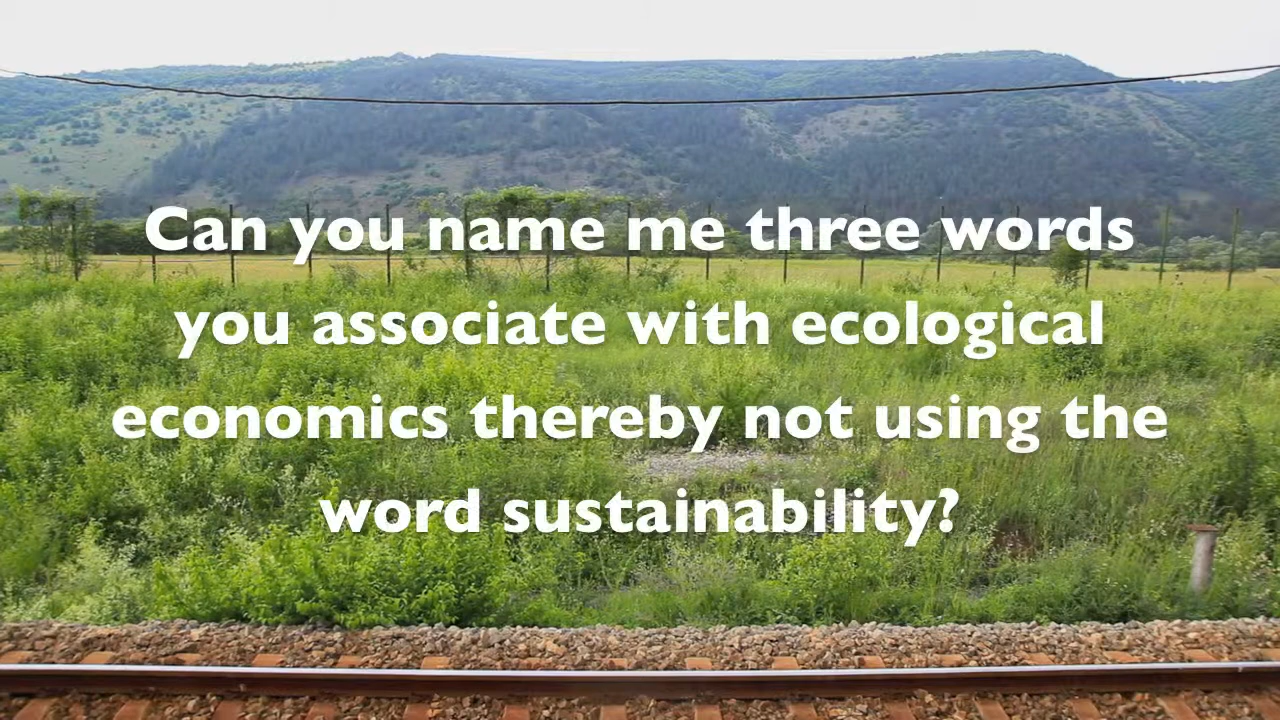 Can you name me three words
you associate with ecological
economics thereby not using the
word sustainability?